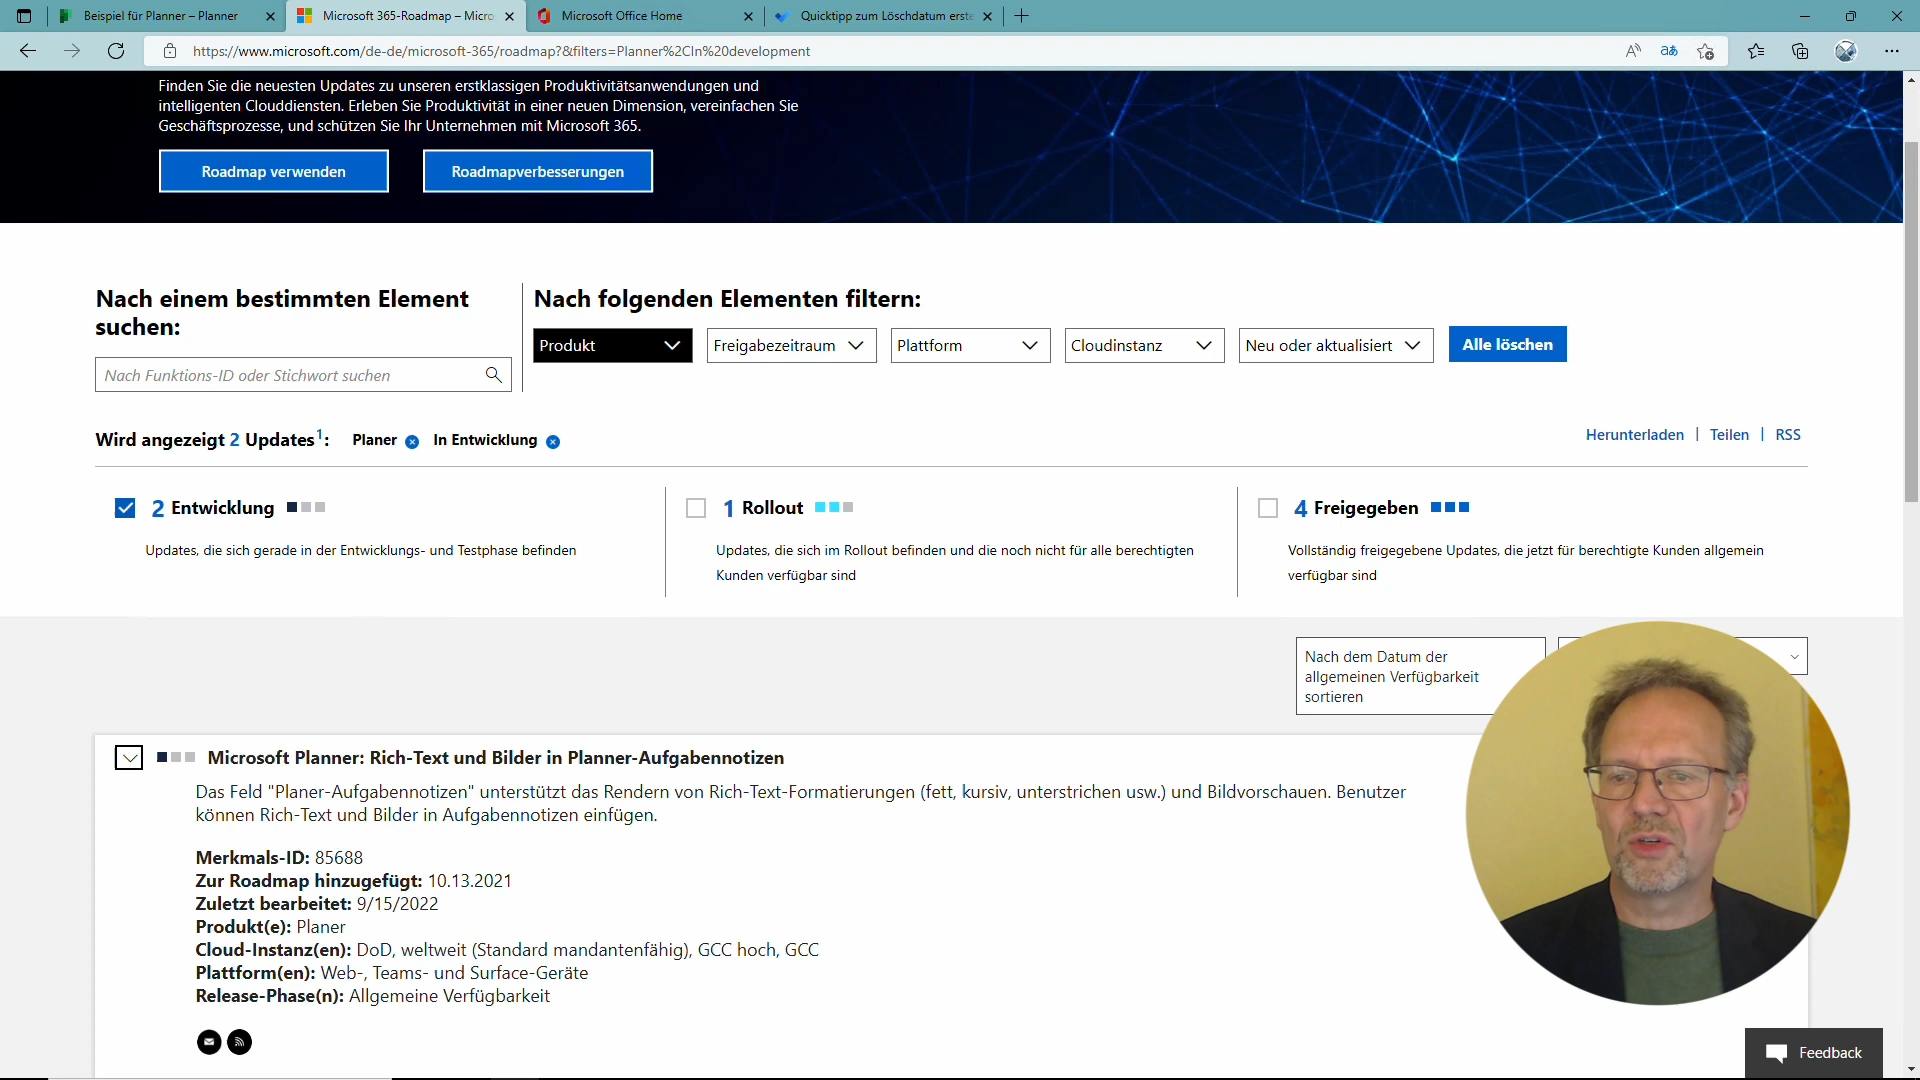 Beispiel für Planner – Planner
Microsoft 365-Roadmap – Micro
Microsoft Office Home
Quicktipp zum Löschdatum erste
https://www.microsoft.com/de-de/microsoft-365/roadmap?&filters=Planner%2CIn%20development
Finden Sie die neuesten Updates zu unseren erstklassigen Produktivitätsanwendungen und
intelligenten Clouddiensten. Erleben Sie Produktivität in einer neuen Dimension, vereinfachen Sie
Geschäftsprozesse, und schützen Sie Ihr Unternehmen mit Microsoft 365.
Roadmap verwenden
Roadmapverbesserungen
Nach einem bestimmten Element
suchen:
Nach Funktions-ID oder Stichwort suchen
Nach folgenden Elementen filtern:
Produkt
Freigabezeitraum
Plattform
Cloudinstanz
Neu oder aktualisiert
Alle löschen
Wird angezeigt 2 Updates¹: Planer In Entwicklung
Herunterladen | Teilen | RSS
2 Entwicklung
Updates, die sich gerade in der Entwicklungs- und Testphase befinden
1 Rollout
Updates, die sich im Rollout befinden und die noch nicht für alle berechtigten
Kunden verfügbar sind
4 Freigegeben
Vollständig freigegebene Updates, die jetzt für berechtigte Kunden allgemein
verfügbar sind
Nach dem Datum der
allgemeinen Verfügbarkeit
sortieren
Microsoft Planner: Rich-Text und Bilder in Planner-Aufgabennotizen
Das Feld "Planer-Aufgabennotizen" unterstützt das Rendern von Rich-Text-Formatierungen (fett, kursiv, unterstrichen usw.) und Bildvorschauen. Benutzer
können Rich-Text und Bilder in Aufgabennotizen einfügen.
Merkmals-ID: 85688
Zur Roadmap hinzugefügt: 10.13.2021
Zuletzt bearbeitet: 9/15/2022
Produkt(e): Planer
Cloud-Instanz(en): DoD, weltweit (Standard mandantenfähig), GCC hoch, GCC
Plattform(en): Web-, Teams- und Surface-Geräte
Release-Phase(n): Allgemeine Verfügbarkeit
Feedback